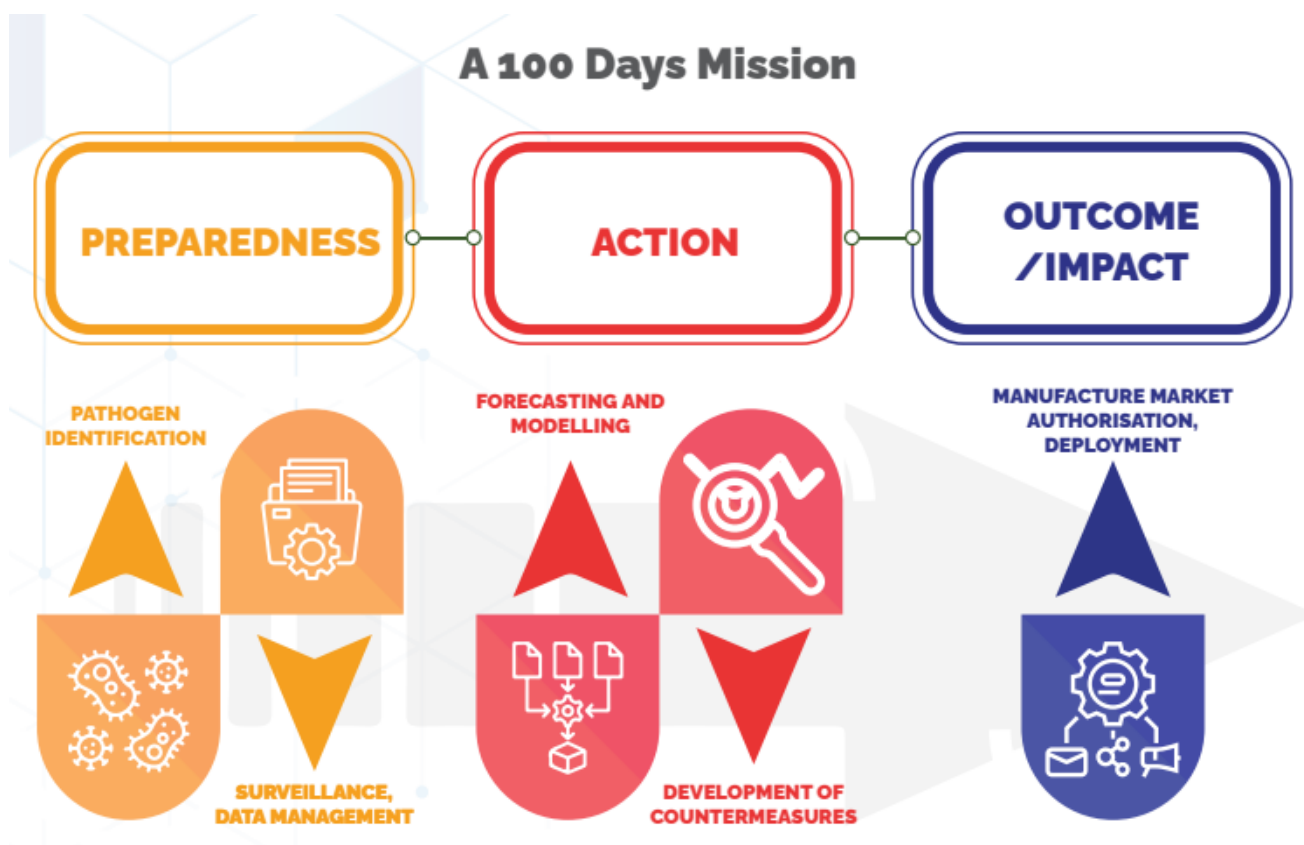 A 100 Days Mission
PREPAREDNESS
ACTION
OUTCOME
/IMPACT
PATHOGEN
IDENTIFICATION
SURVEILLANCE,
DATA MANAGEMENT
FORECASTING AND
MODELLING
DEVELOPMENT OF
COUNTERMEASURES
MANUFACTURE MARKET
AUTHORISATION,
DEPLOYMENT